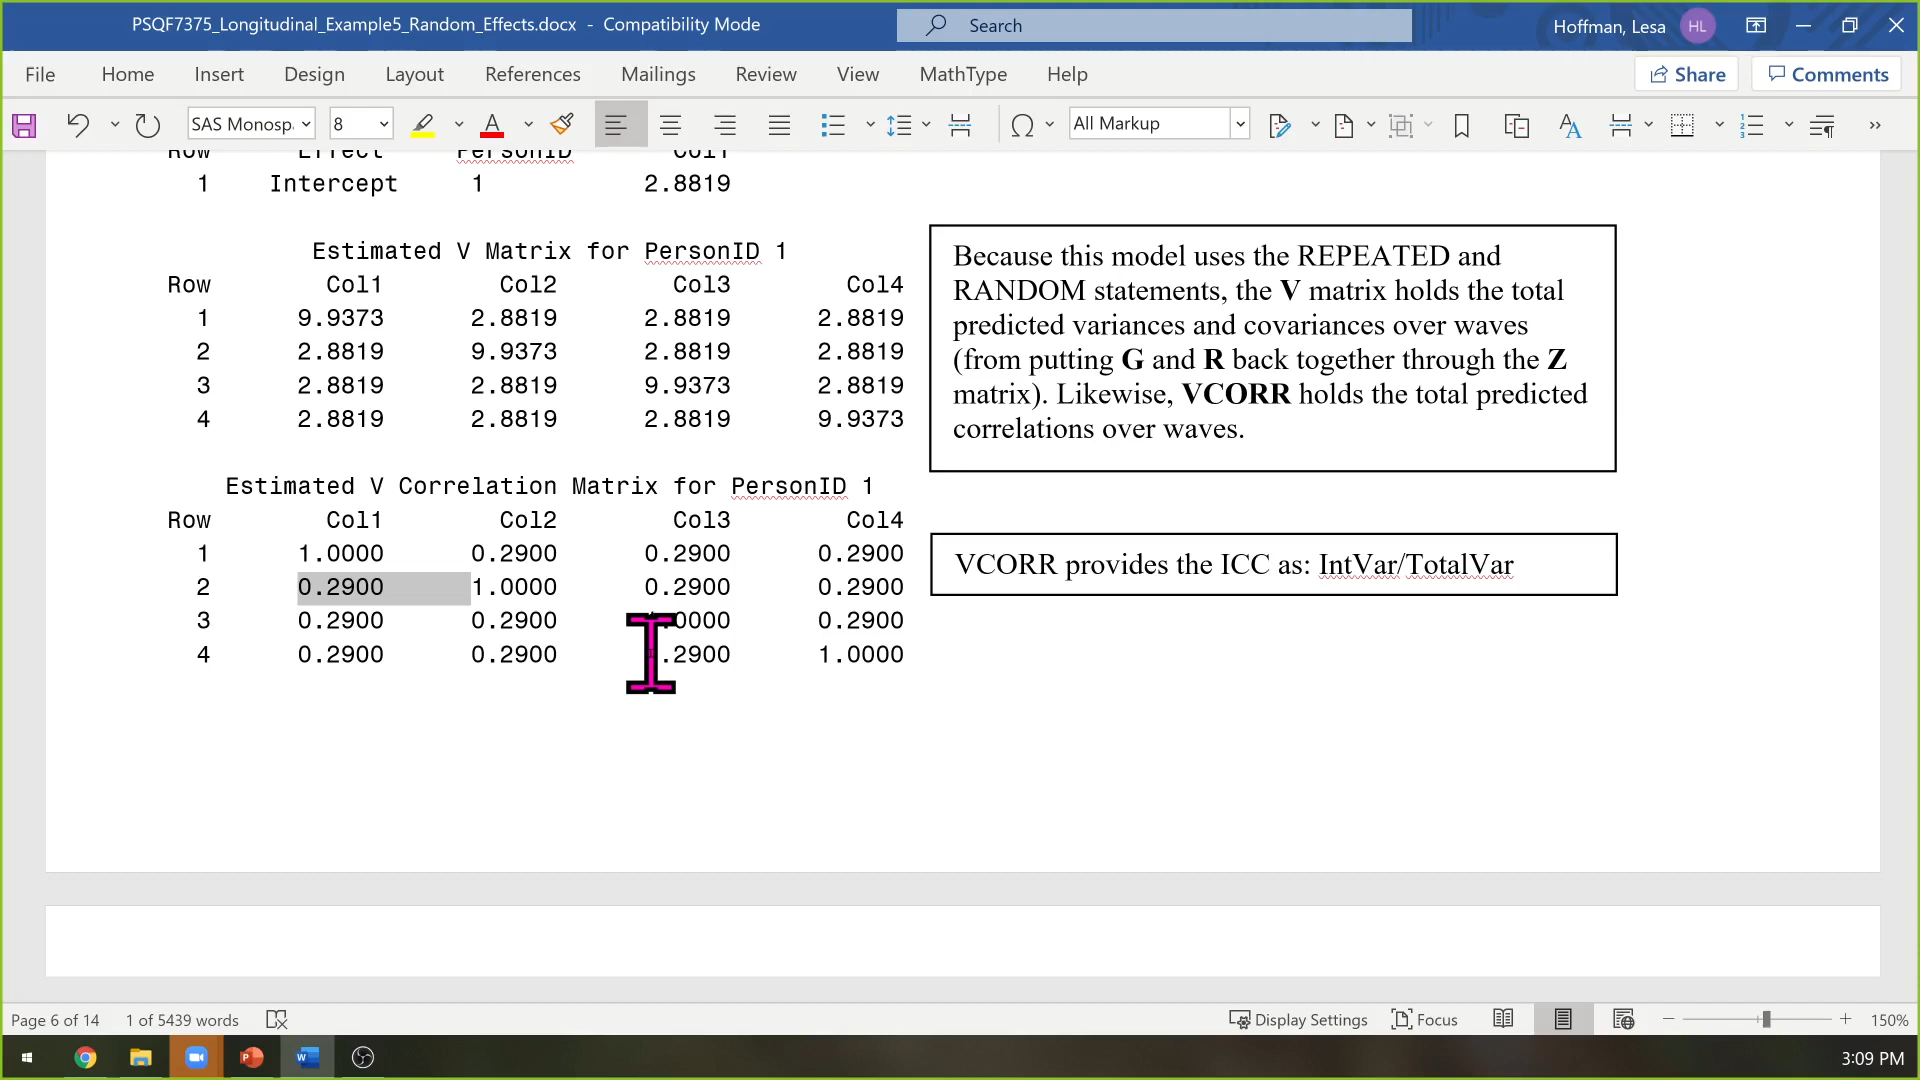 PSQF7375_Longitudinal_Example5_Random_Effects.docx - Compatibility Mode
Search
Hoffman, Lesa HL
File Home Insert Design Layout References Mailings Review View MathType Help
Share Comments
SAS Monosp. 8 All Markup
Row Effect PersonID Col1
1 Intercept 1 2.8819
Estimated V Matrix for PersonID 1
Row Col1 Col2 Col3 Col4
1 9.9373 2.8819 2.8819 2.8819
2 2.8819 9.9373 2.8819 2.8819
3 2.8819 2.8819 9.9373 2.8819
4 2.8819 2.8819 2.8819 9.9373
Because this model uses the REPEATED and
RANDOM statements, the V matrix holds the total
predicted variances and covariances over waves
(from putting G and R back together through the Z
matrix). Likewise, VCORR holds the total predicted
correlations over waves.
Estimated V Correlation Matrix for PersonID 1
Row Col1 Col2 Col3 Col4
1 1.0000 0.2900 0.2900 0.2900
2 0.2900 1.0000 0.2900 0.2900
3 0.2900 0.2900 .0000 0.2900
4 0.2900 0.2900 .2900 1.0000
VCORR provides the ICC as: IntVar/TotalVar
Page 6 of 14 1 of 5439 words
Display Settings Focus 150%
3:09 PM